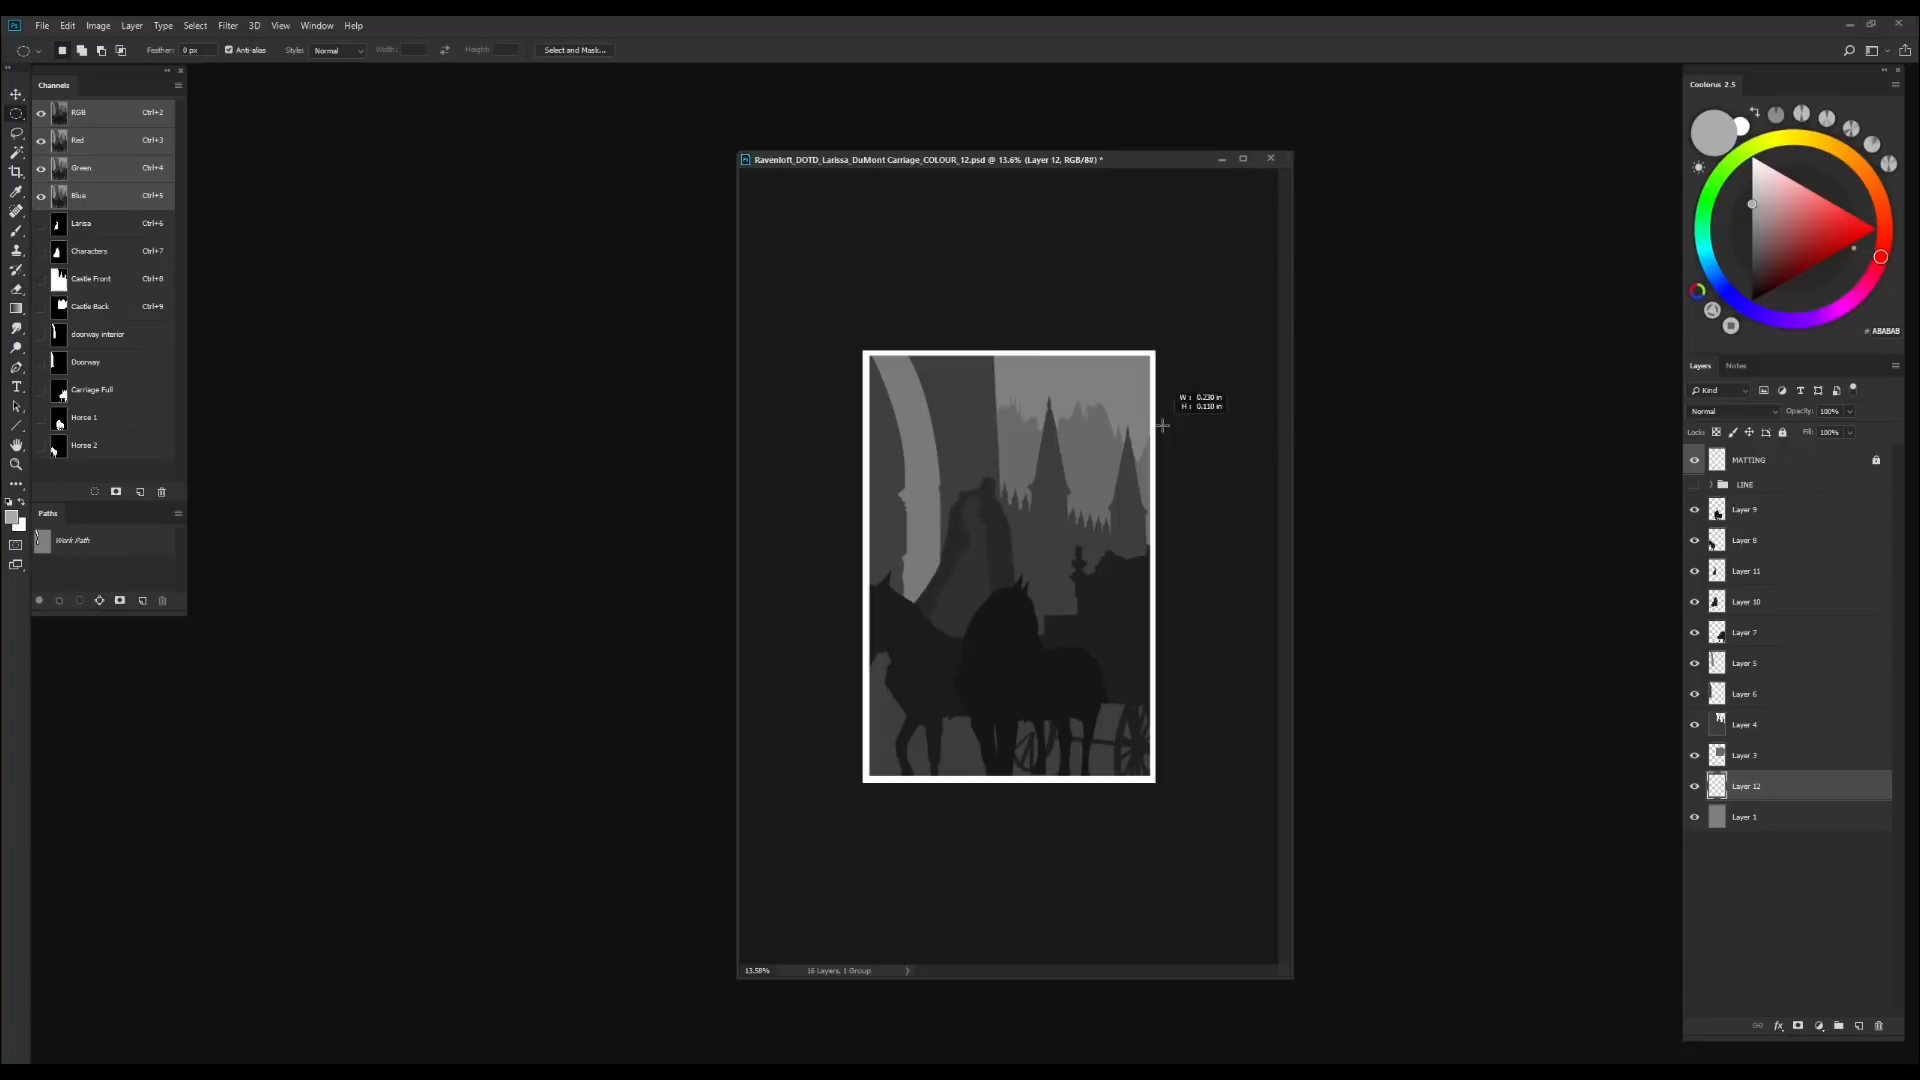 Ps File Edit Image Layer Type Select Filter 3D View Window Help
Feather: 0 px Anti-alias Style: Normal Width: Height: Select and Mask...
Channels
RGB Ctrl+2
Red Ctrl+3
Green Ctrl+4
Blue Ctrl+5
Larisa Ctrl+6
Characters Ctrl+7
Castle Front Ctrl+8
Castle Back Ctrl+9
doorway interior
Doorway
Carriage Full
Horse 1
Horse 2
Paths
Work Path
Ravenloft_DOTD_Larissa_DuMont Carriage_COLOUR_12.psd @ 13.6% (Layer 12, RGB/8#) *
W: 0.230 in
H: 0.110 in
13.58% 16 Layers, 1 Group
Coolorus 2.5
# ABABAB
Layers Notes
Kind
Normal Opacity: 100%
Lock: Fill: 100%
MATTING
LINE
Layer 9
Layer 8
Layer 11
Layer 10
Layer 7
Layer 5
Layer 6
Layer 4
Layer 3
Layer 12
Layer 1
fx